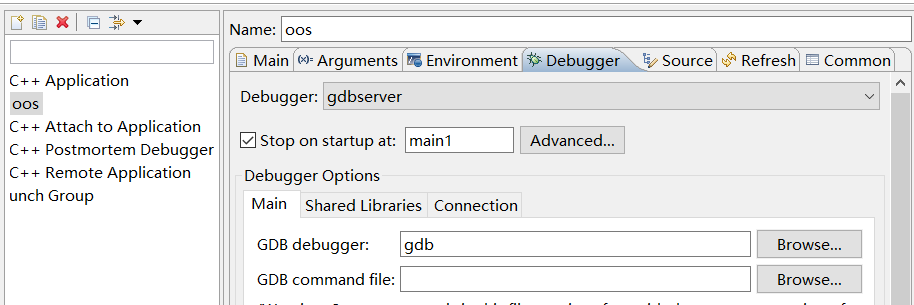 Name: oos
Main (x)= Arguments Environment Debugger Source Refresh Common
C++ Application
oos
C++ Attach to Application
C++ Postmortem Debugger
C++ Remote Application
unch Group
Debugger: gdbserver
Stop on startup at: main1 Advanced...
Debugger Options
Main Shared Libraries Connection
GDB debugger: gdb Browse...
GDB command file: Browse...